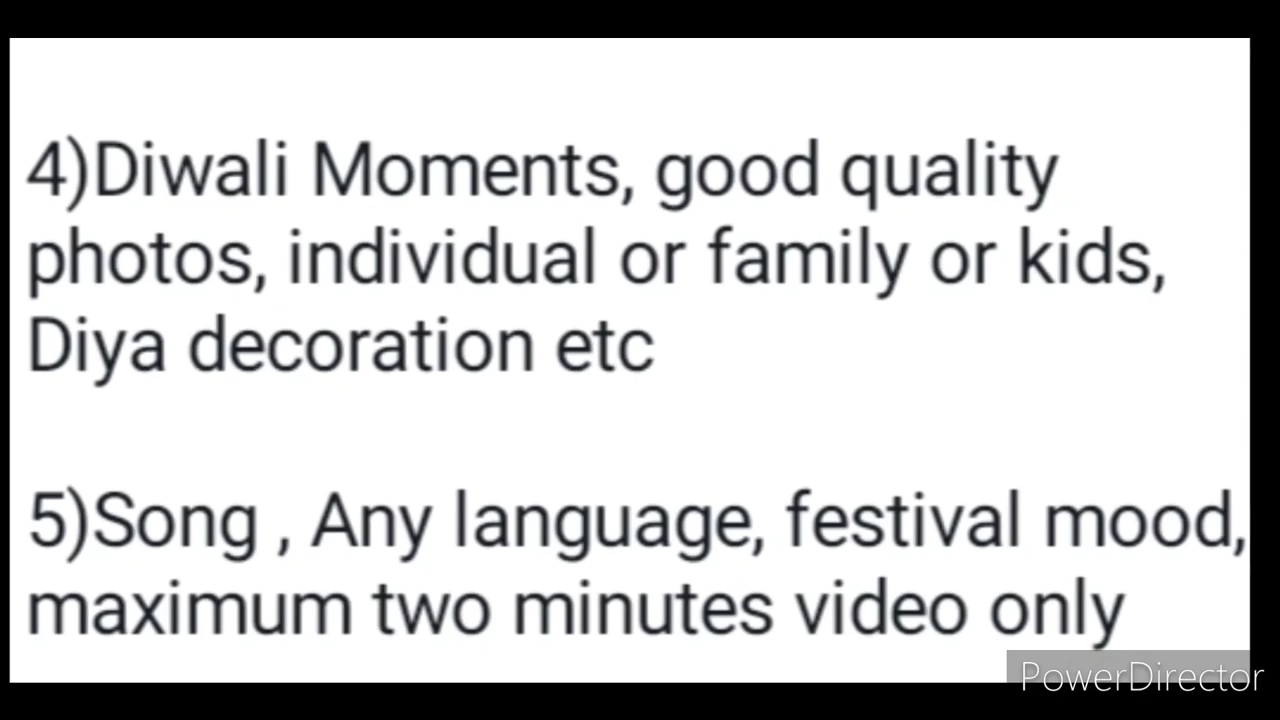 4)Diwali Moments, good quality
photos, individual or family or kids,
Diya decoration etc
5)Song , Any language, festival mood,
maximum two minutes video only
PowerDirector